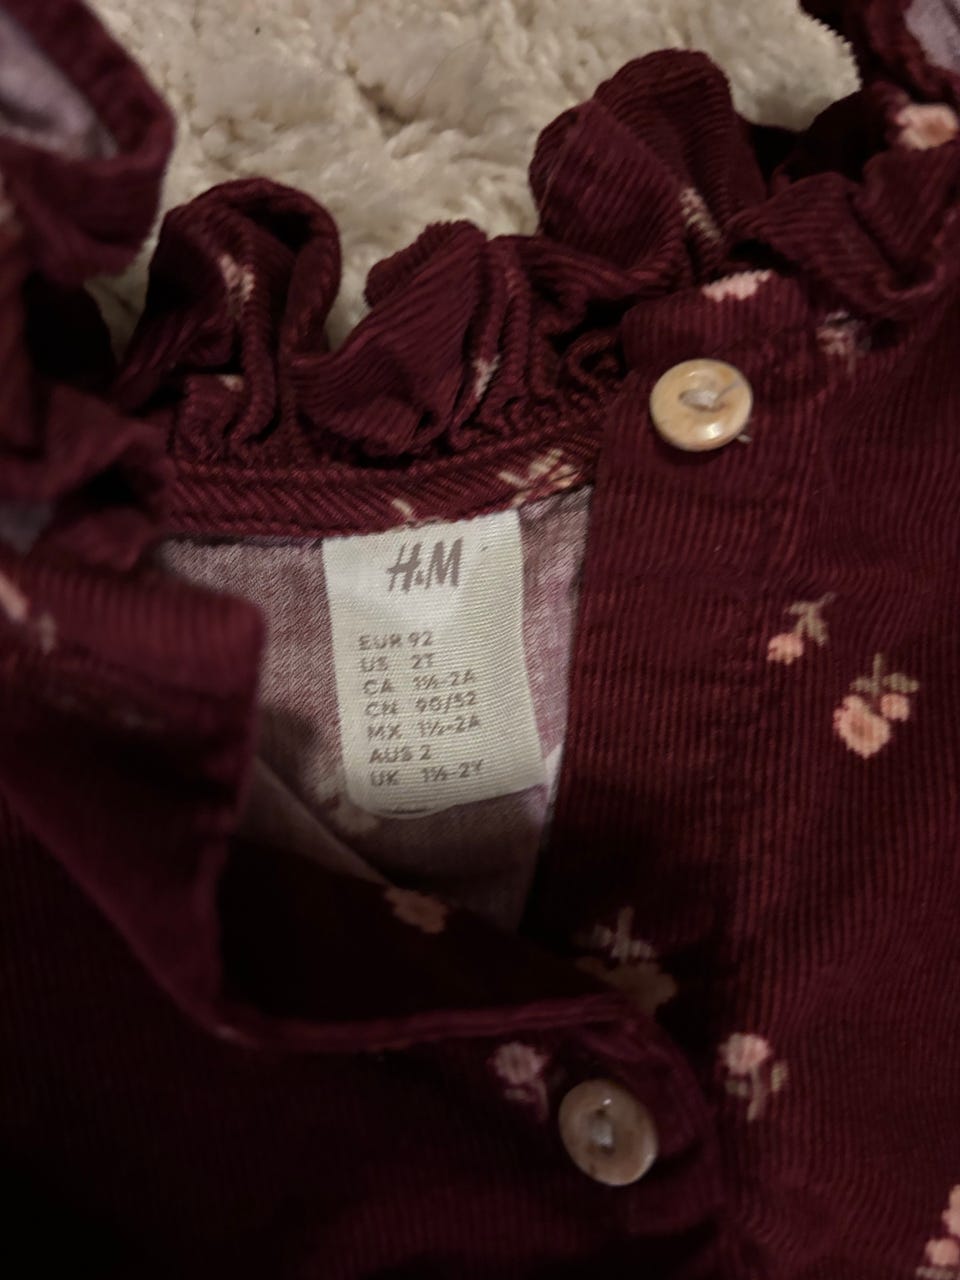 H&M
EUR 92
US 2T
CA 1½-2A
CN 90/52
MX 1½-2A
AUS 2
UK 1½-2Y